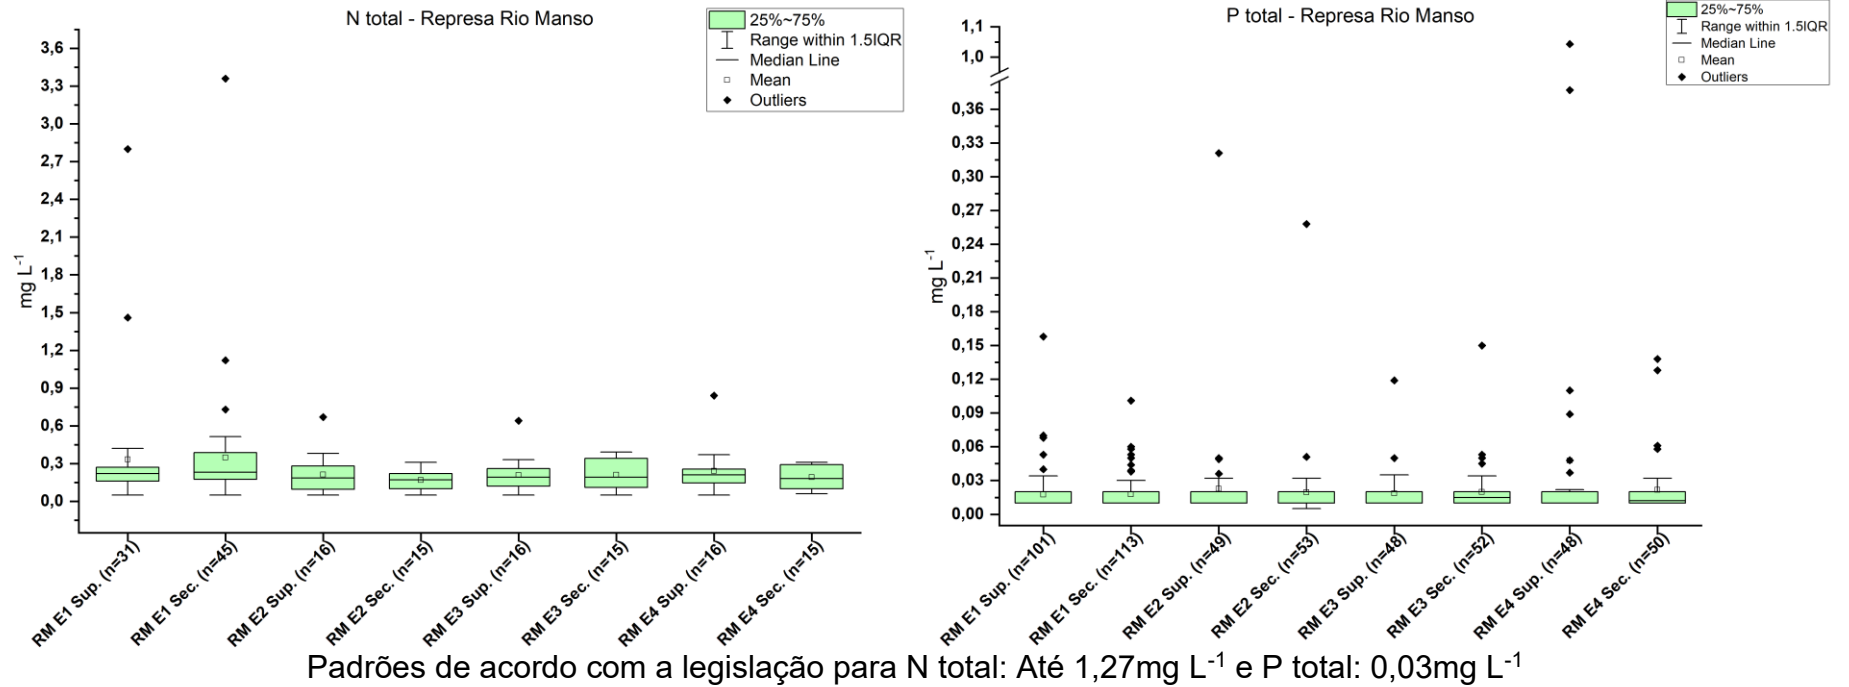 N total - Represa Rio Manso
25%~75%
Range within 1.5IQR
Median Line
Mean
Outliers
3,6
3,3
3,0
2,7
2,4
2,1
1,8
1,5
1,2
0,9
0,6
0,3
0,0
mg L-1
RM E1 Sup. (n=31)
RM E1 Sec. (n=45)
RM E2 Sup. (n=16)
RM E2 Sec. (n=15)
RM E3 Sup. (n=16)
RM E3 Sec. (n=15)
RM E4 Sup. (n=16)
RM E4 Sec. (n=15)
P total - Represa Rio Manso
25%~75%
Range within 1.5IQR
Median Line
Mean
Outliers
1,1
1,0
0,36
0,33
0,30
0,27
0,24
0,21
0,18
0,15
0,12
0,09
0,06
0,03
0,00
mg L-1
RM E1 Sup. (n=101)
RM E1 Sec. (n=113)
RM E2 Sup. (n=49)
RM E2 Sec. (n=53)
RM E3 Sup. (n=48)
RM E3 Sec. (n=52)
RM E4 Sup. (n=48)
RM E4 Sec. (n=50)
Padrões de acordo com a legislação para N total: Até 1,27mg L-1 e P total: 0,03mg L-1